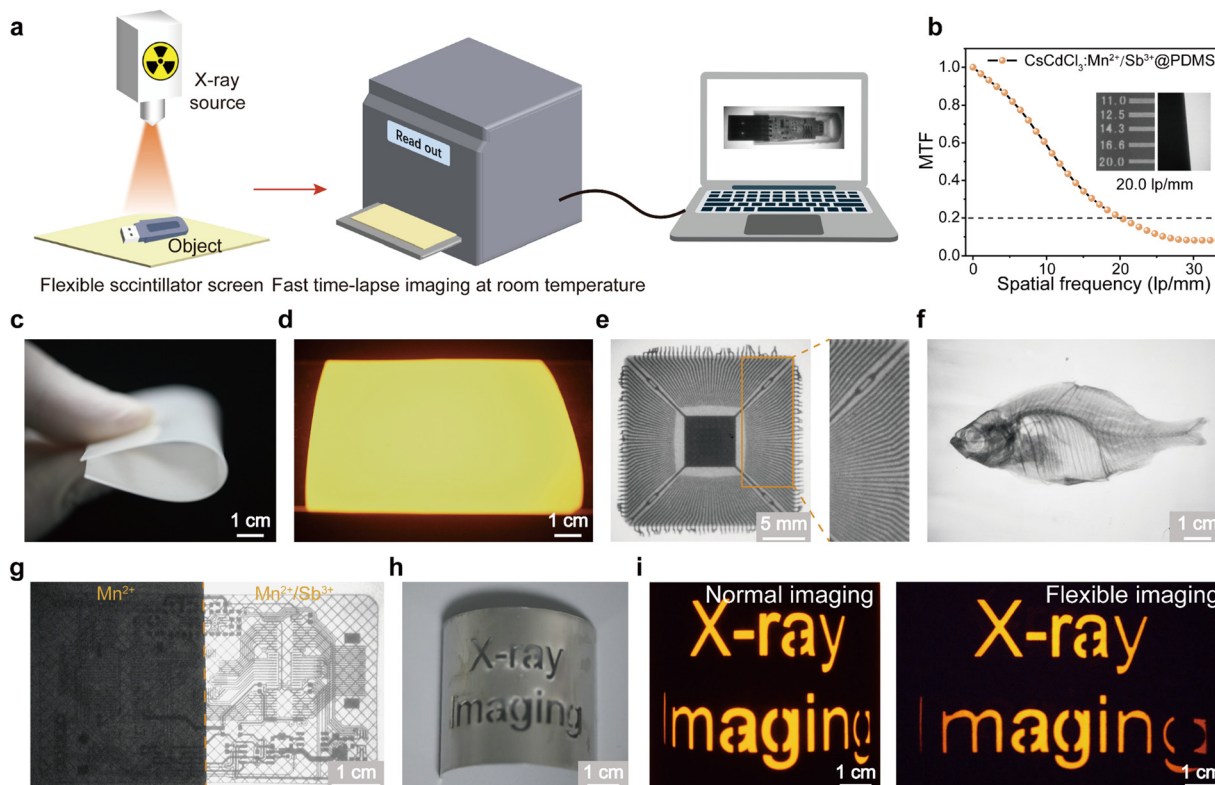 a
X-ray
source
Object
Flexible sccintillator screen
Read out
Fast time-lapse imaging at room temperature
b
CsCdCl₃:Mn²⁺/Sb³⁺@PDMS
1.0
0.8
0.6
0.4
0.2
0.0
MTF
11.0
12.5
14.3
16.6
20.0
20.0 lp/mm
0 10 20 30
Spatial frequency (lp/mm)
c
1 cm
d
1 cm
e
5 mm
f
1 cm
g
Mn²⁺
Mn²⁺/Sb³⁺
1 cm
h
X-ray
Imaging
1 cm
i
Normal imaging
X-ray
Imaging
1 cm
Flexible imaging
X-ray
Imaging
1 cm